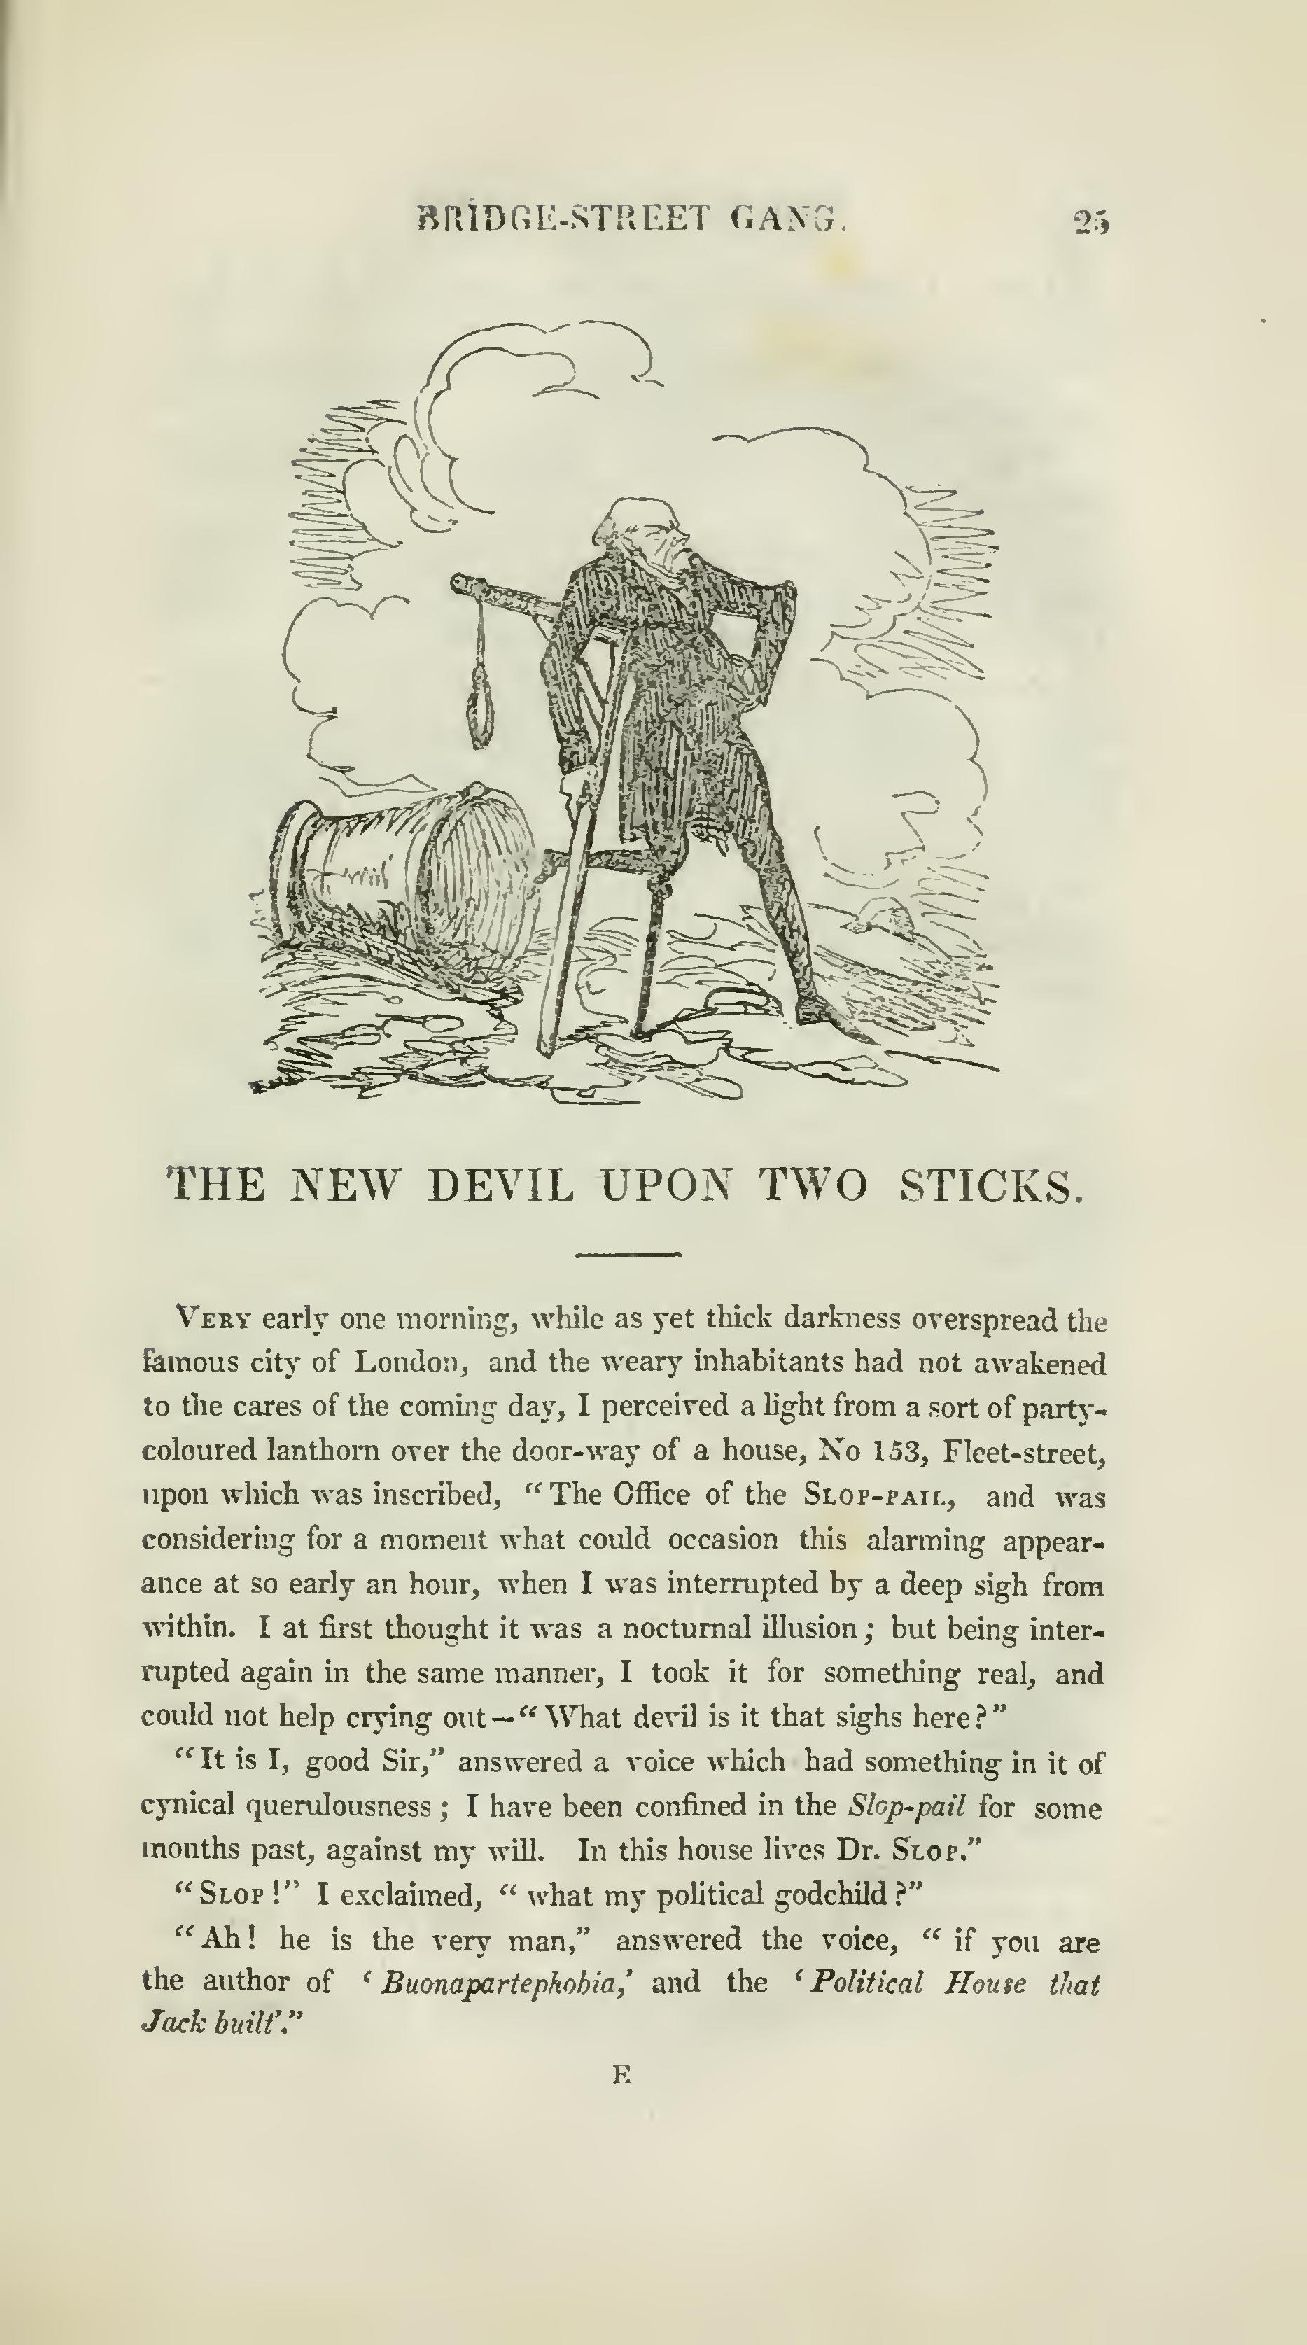 BRIDGE-STREET GANG.
25
THE NEW DEVIL UPON TWO STICKS.
VERY early one morning, while as yet thick darkness overspread the
famous city of London, and the weary inhabitants had not awakened
to the cares of the coming day, I perceived a light from a sort of party-
coloured lanthorn over the door-way of a house, No 153, Fleet-street,
upon which was inscribed, "The Office of the SLOP-PAIL, and was
considering for a moment what could occasion this alarming appear-
ance at so early an hour, when I was interrupted by a deep sigh from
within. I at first thought it was a nocturnal illusion; but being inter-
rupted again in the same manner, I took it for something real, and
could not help crying out—"What devil is it that sighs here?"
"It is I, good Sir," answered a voice which had something in it of
cynical querulousness; I have been confined in the Slop-pail for some
months past, against my will. In this house lives Dr. SLOP."
"SLOP!" I exclaimed, "what my political godchild?"
"Ah! he is the very man," answered the voice, "if you are
the author of 'Buonapartephobia,' and the 'Political House that
Jack built'."
E